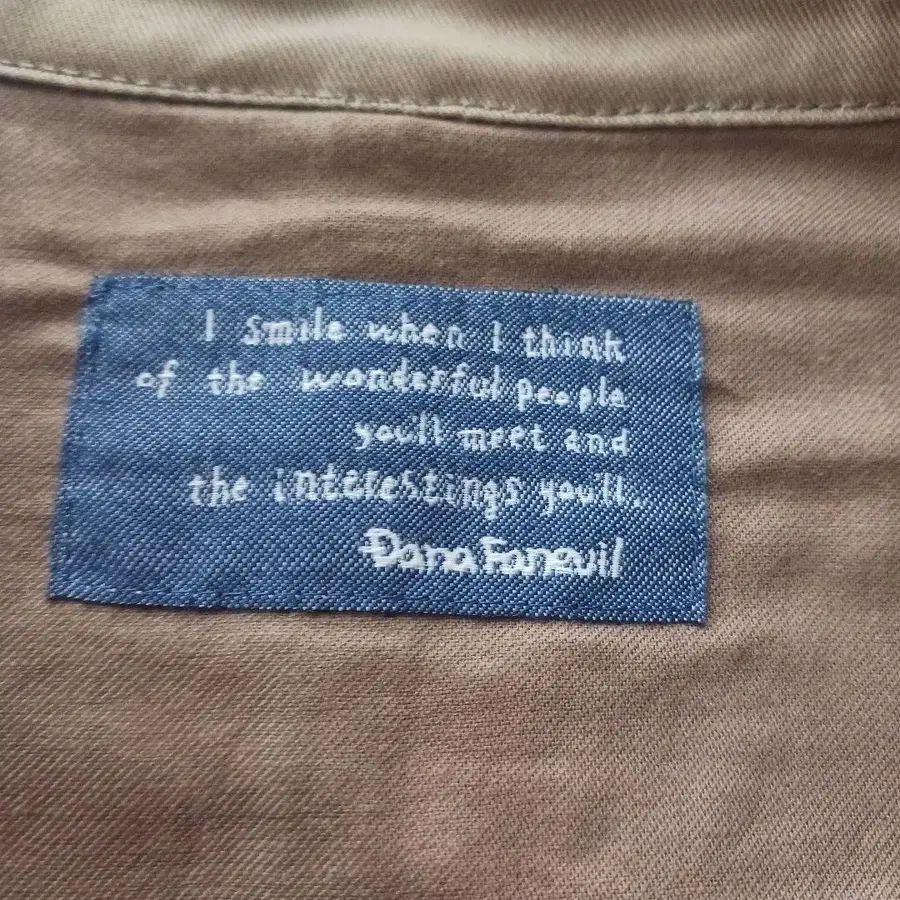 I smile when I think
of the wonderful people
you'll meet and
the interestings you'll.
Dana Faneuil